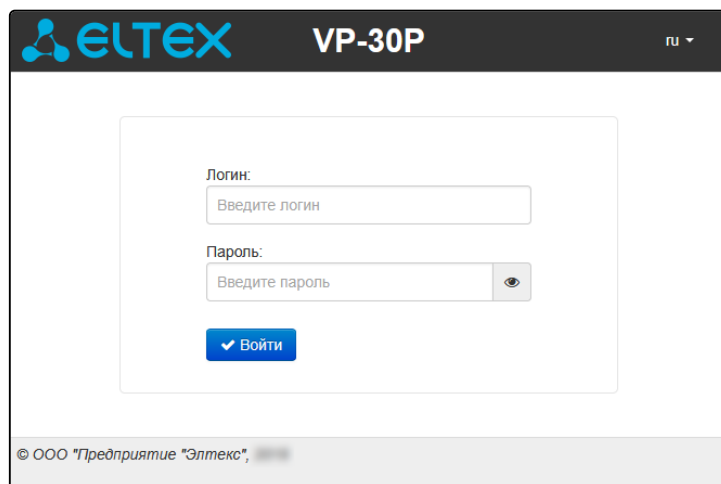 ELTEX VP-30P ru
Логин:
Введите логин
Пароль:
Введите пароль
Войти
© ООО "Предприятие "Элтекс",